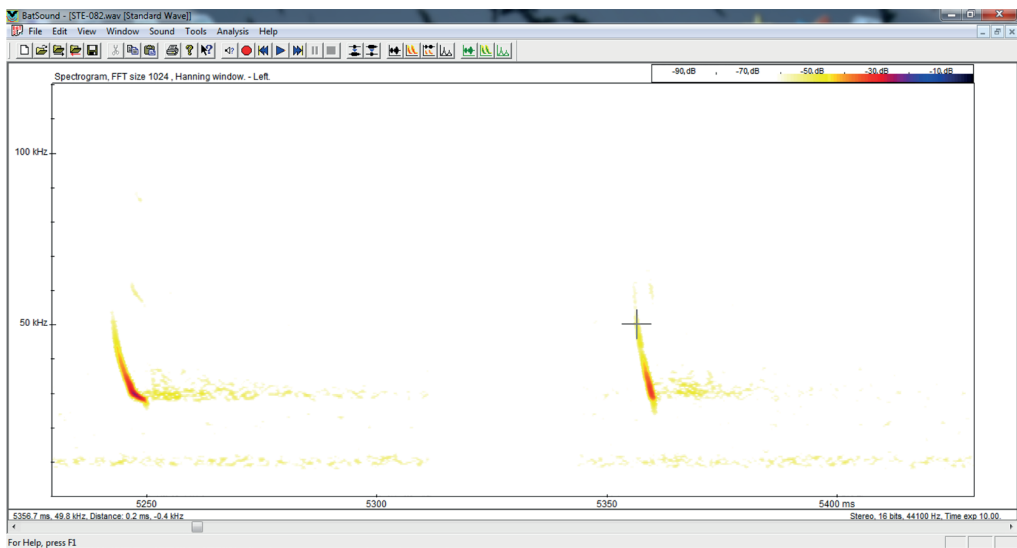 BatSound - [STE-082.wav [Standard Wave]]
File Edit View Window Sound Tools Analysis Help
Spectrogram, FFT size 1024 , Hanning window. - Left.
-90,dB , -70,dB , -50,dB , -30,dB , -10,dB
100 kHz
50 kHz
5250 5300 5350 5400 ms
5356.7 ms, 49.8 kHz, Distance: 0.2 ms, -0.4 kHz Stereo, 16 bits, 44100 Hz, Time exp 10.00.
For Help, press F1